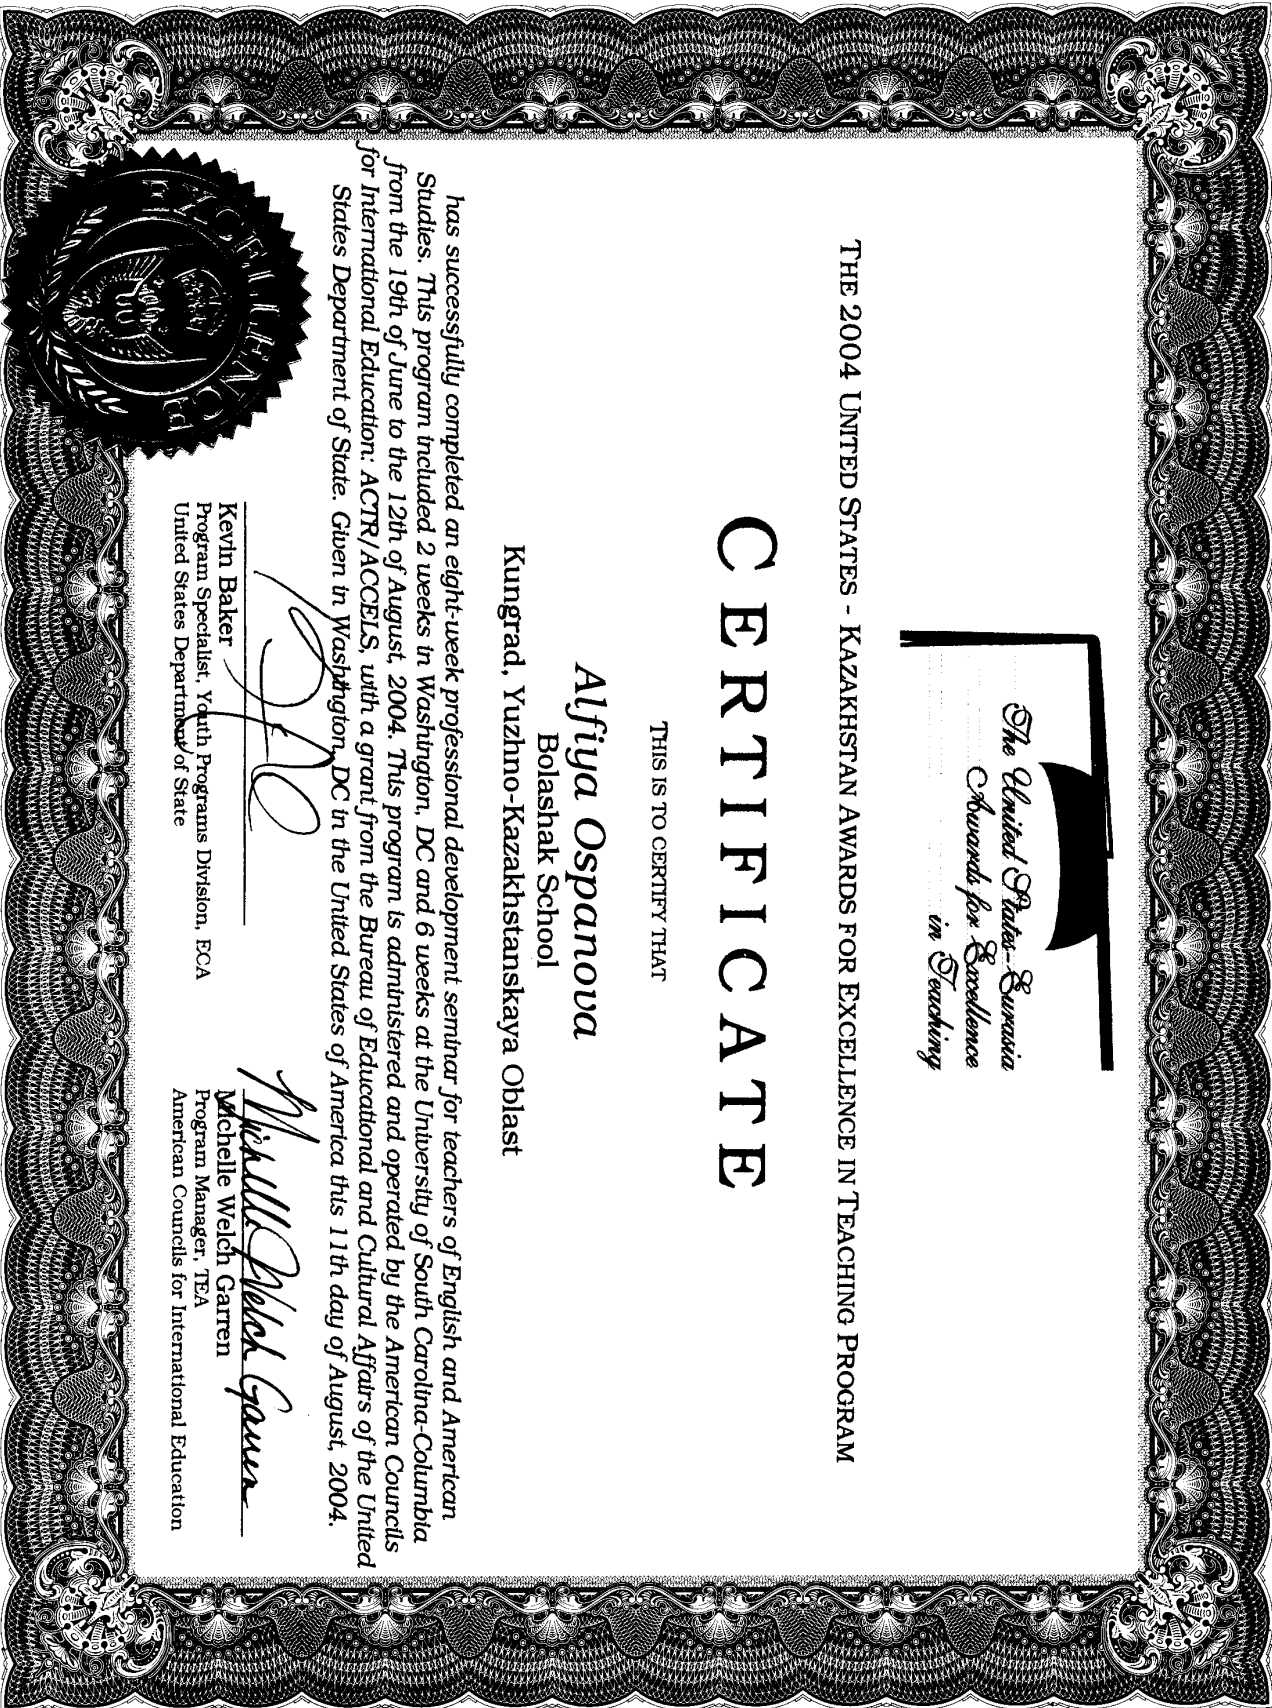 The United States-Eurasia
Awards for Excellence
in Teaching
THE 2004 UNITED STATES - KAZAKHSTAN AWARDS FOR EXCELLENCE IN TEACHING PROGRAM
CERTIFICATE
THIS IS TO CERTIFY THAT
Alfiya Ospanova
Bolashak School
Kungrad, Yuzhno-Kazakhstanskaya Oblast
has successfully completed an eight-week professional development seminar for teachers of English and American
Studies. This program included 2 weeks in Washington, DC and 6 weeks at the University of South Carolina-Columbia
from the 19th of June to the 12th of August, 2004. This program is administered and operated by the American Councils
for International Education: ACTR/ACCELS, with a grant from the Bureau of Educational and Cultural Affairs of the United
States Department of State. Given in Washington, DC in the United States of America this 11th day of August, 2004.
Michelle Welch Garren
Kevin Baker
Program Specialist, Youth Programs Division, ECA
United States Department of State
Michelle Welch Garren
Program Manager, TEA
American Councils for International Education
EXCELLENCE